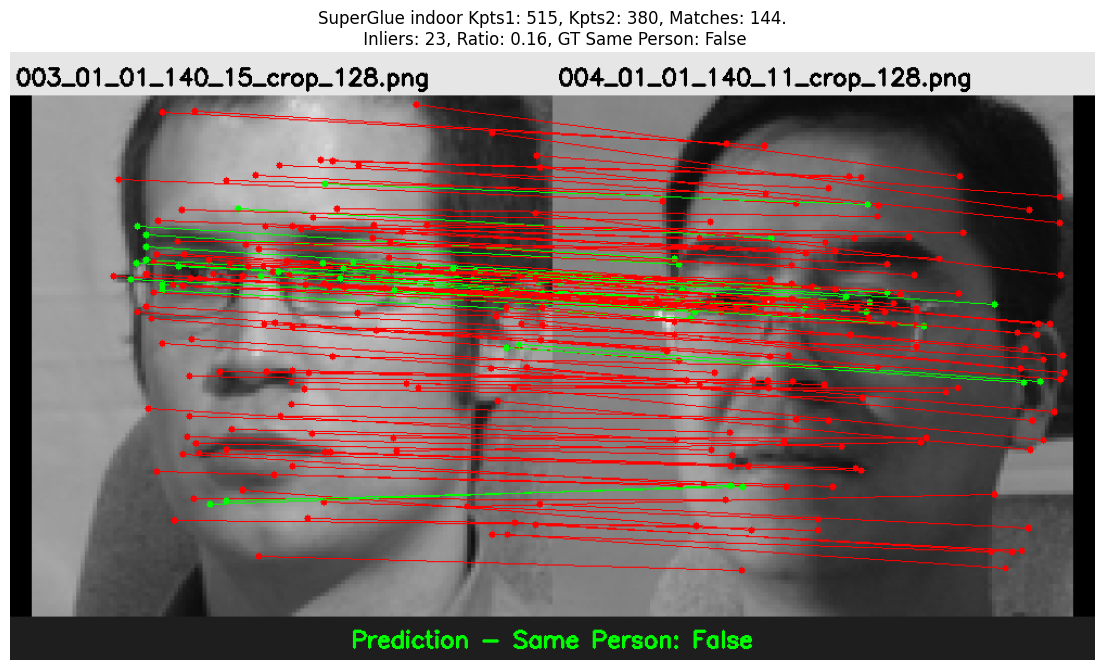 SuperGlue indoor Kpts1: 515, Kpts2: 380, Matches: 144.
Inliers: 23, Ratio: 0.16, GT Same Person: False
003_01_01_140_15_crop_128.png
004_01_01_140_11_crop_128.png
Prediction - Same Person: False